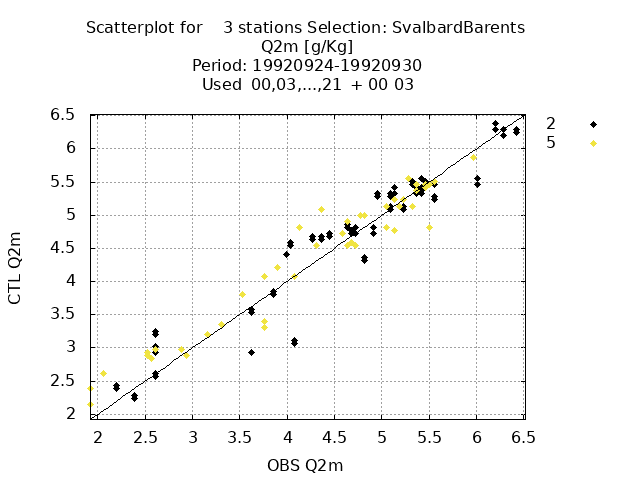 Scatterplot for 3 stations Selection: SvalbardBarents
Q2m [g/Kg]
Period: 19920924-19920930
Used 00,03,...,21 + 00 03
2
5
CTL Q2m
6.5
6
5.5
5
4.5
4
3.5
3
2.5
2
2 2.5 3 3.5 4 4.5 5 5.5 6 6.5
OBS Q2m